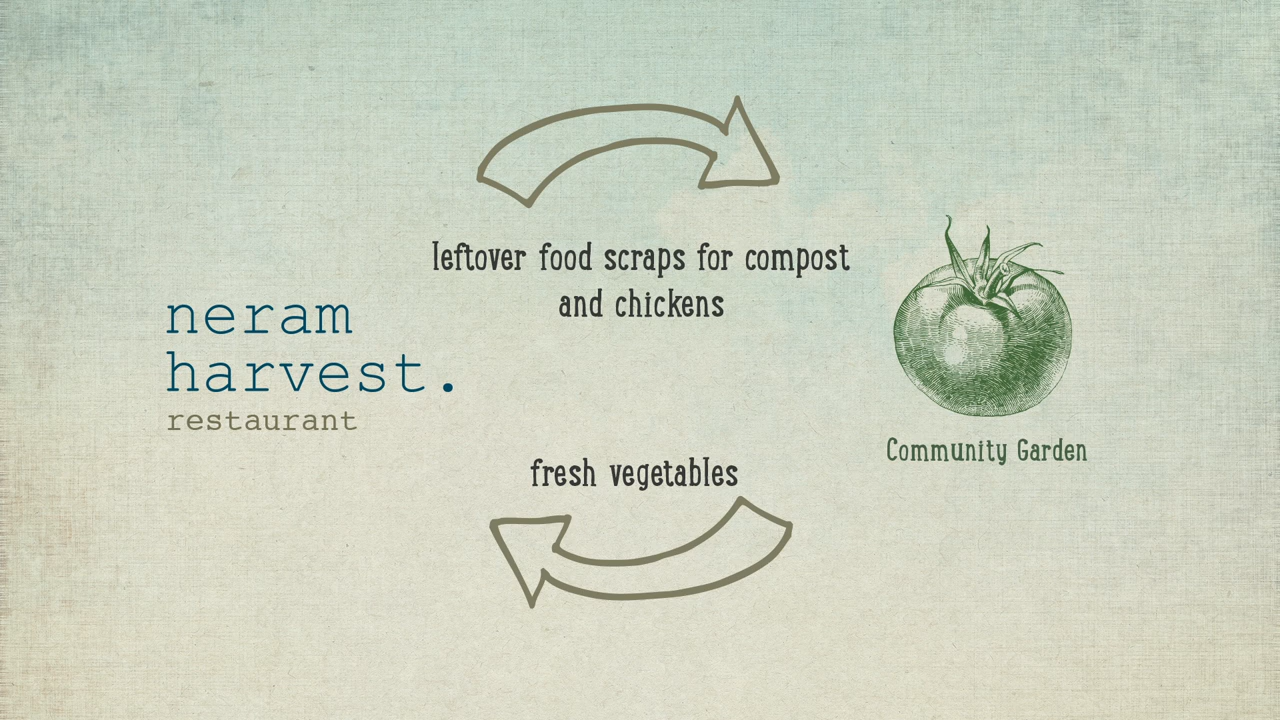 leftover food scraps for compost
and chickens
neram
harvest.
restaurant
Community Garden
fresh vegetables